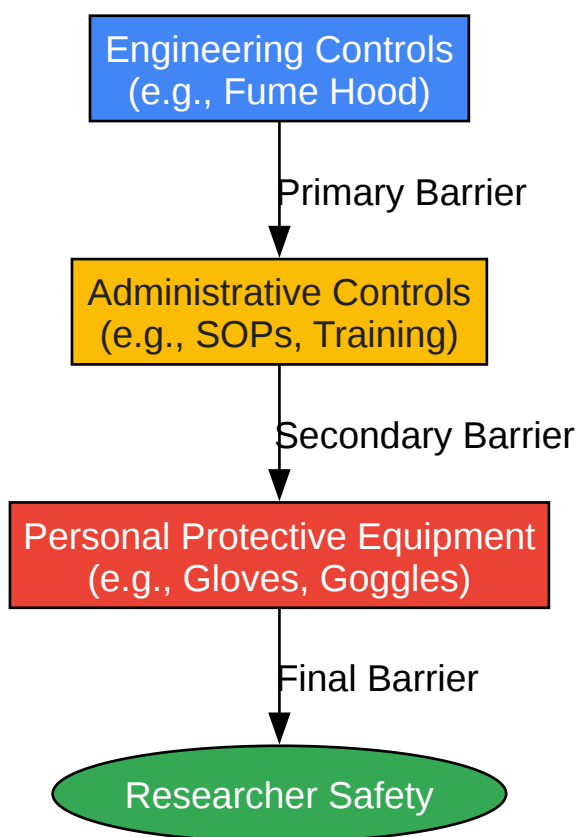 Engineering Controls
(e.g., Fume Hood)
Primary Barrier
Administrative Controls
(e.g., SOPs, Training)
Secondary Barrier
Personal Protective Equipment
(e.g., Gloves, Goggles)
Final Barrier
Researcher Safety